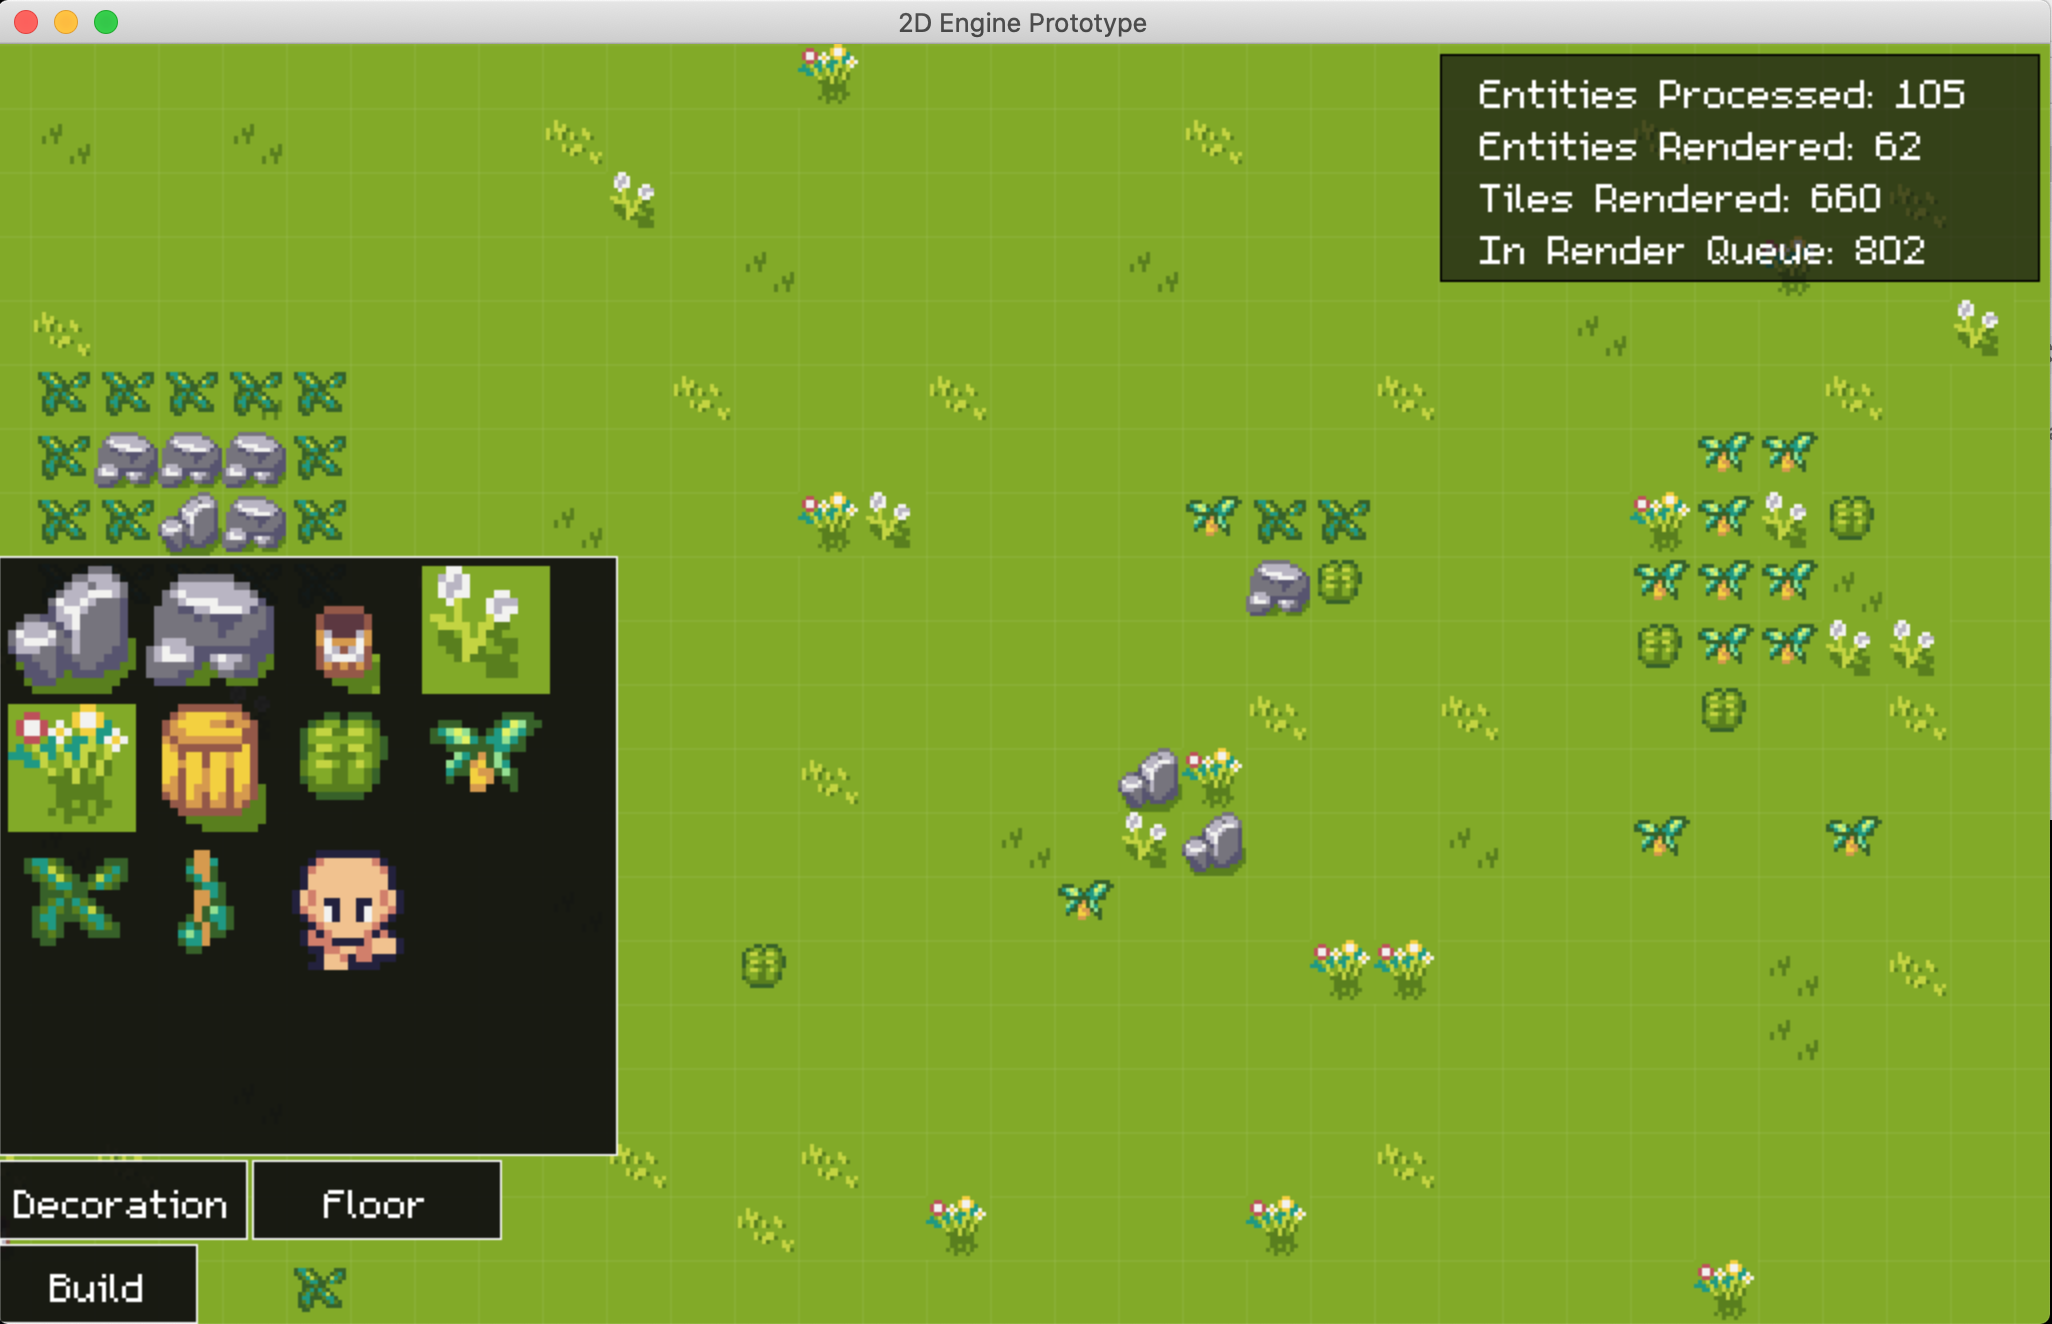 2D Engine Prototype
Entities Processed: 105
Entities Rendered: 62
Tiles Rendered: 660
In Render Queue: 802
Decoration
Floor
Build